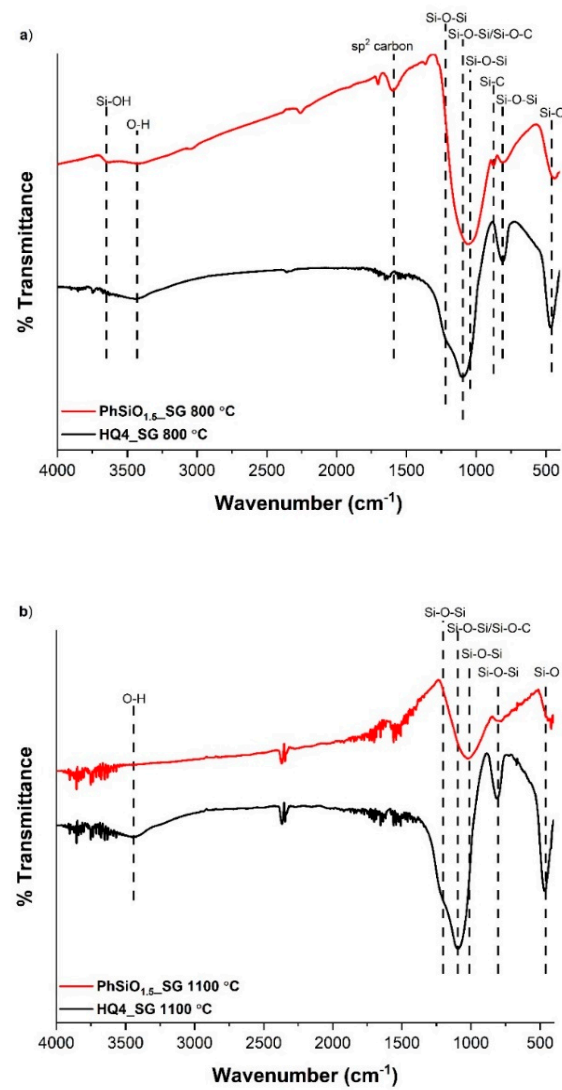 a)
Si-O-Si
Si-O-Si/Si-O-C
sp² carbon
Si-O-Si
Si-OH
Si-C
O-H
Si-O-Si
Si-O
% Transmittance
PhSiO₁.₅_SG 800 °C
HQ4_SG 800 °C
4000 3500 3000 2500 2000 1500 1000 500
Wavenumber (cm⁻¹)
b)
Si-O-Si
Si-O-Si/Si-O-C
Si-O-Si
O-H
Si-O-Si
Si-O
% Transmittance
PhSiO₁.₅_SG 1100 °C
HQ4_SG 1100 °C
4000 3500 3000 2500 2000 1500 1000 500
Wavenumber (cm⁻¹)